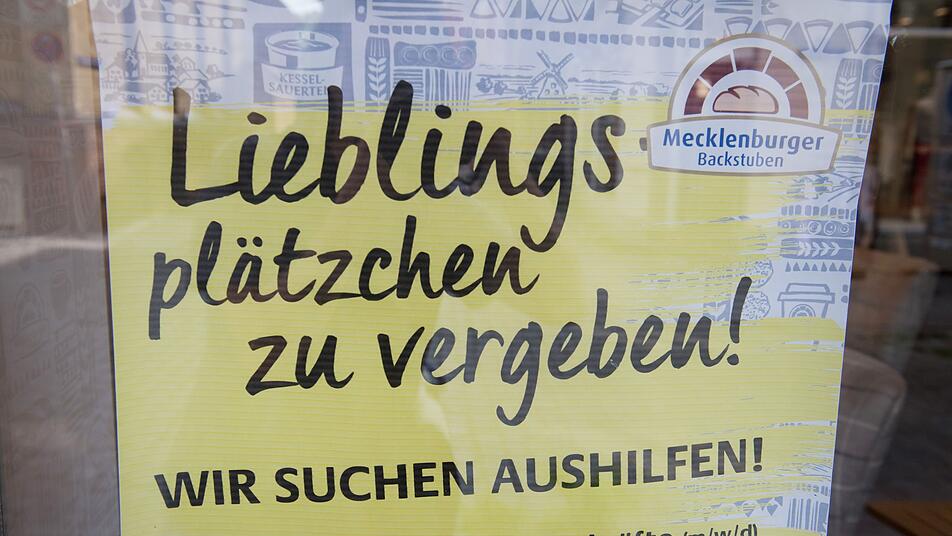 KESSEL-
SAUERTEIG
Mecklenburger
Backstuben
Lieblings-
plätzchen
zu vergeben!
WIR SUCHEN AUSHILFEN!
(m/w/d)